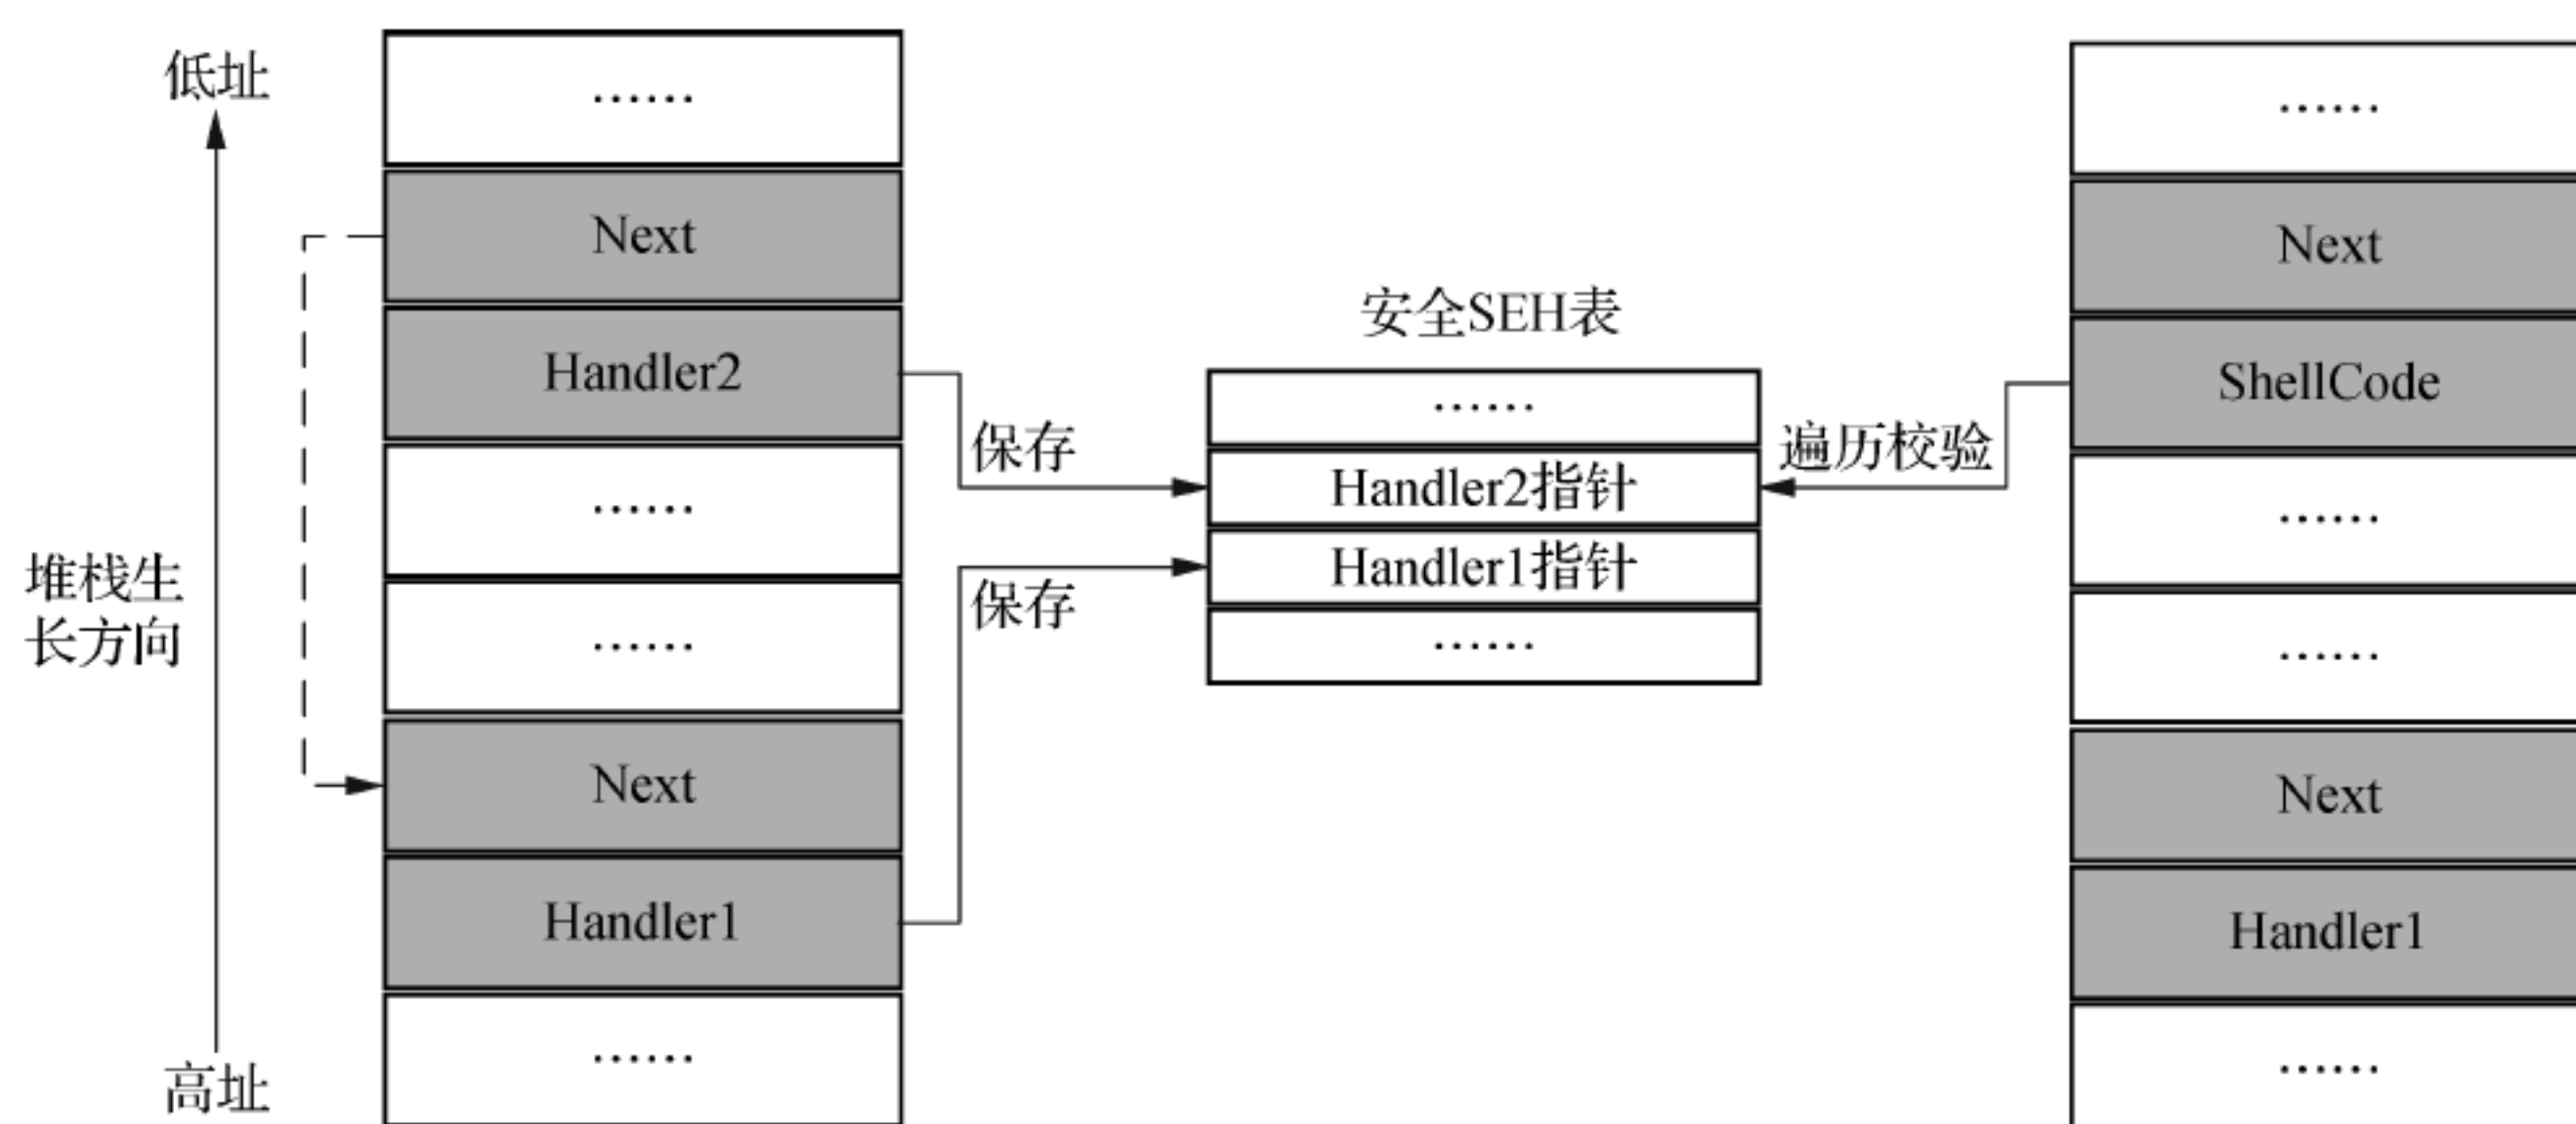 低址
堆栈生
长方向
高址
……
Next
Handler2
……
……
Next
Handler1
……
保存
保存
安全SEH表
……
Handler2指针
Handler1指针
……
遍历校验
……
Next
ShellCode
……
……
Next
Handler1
……